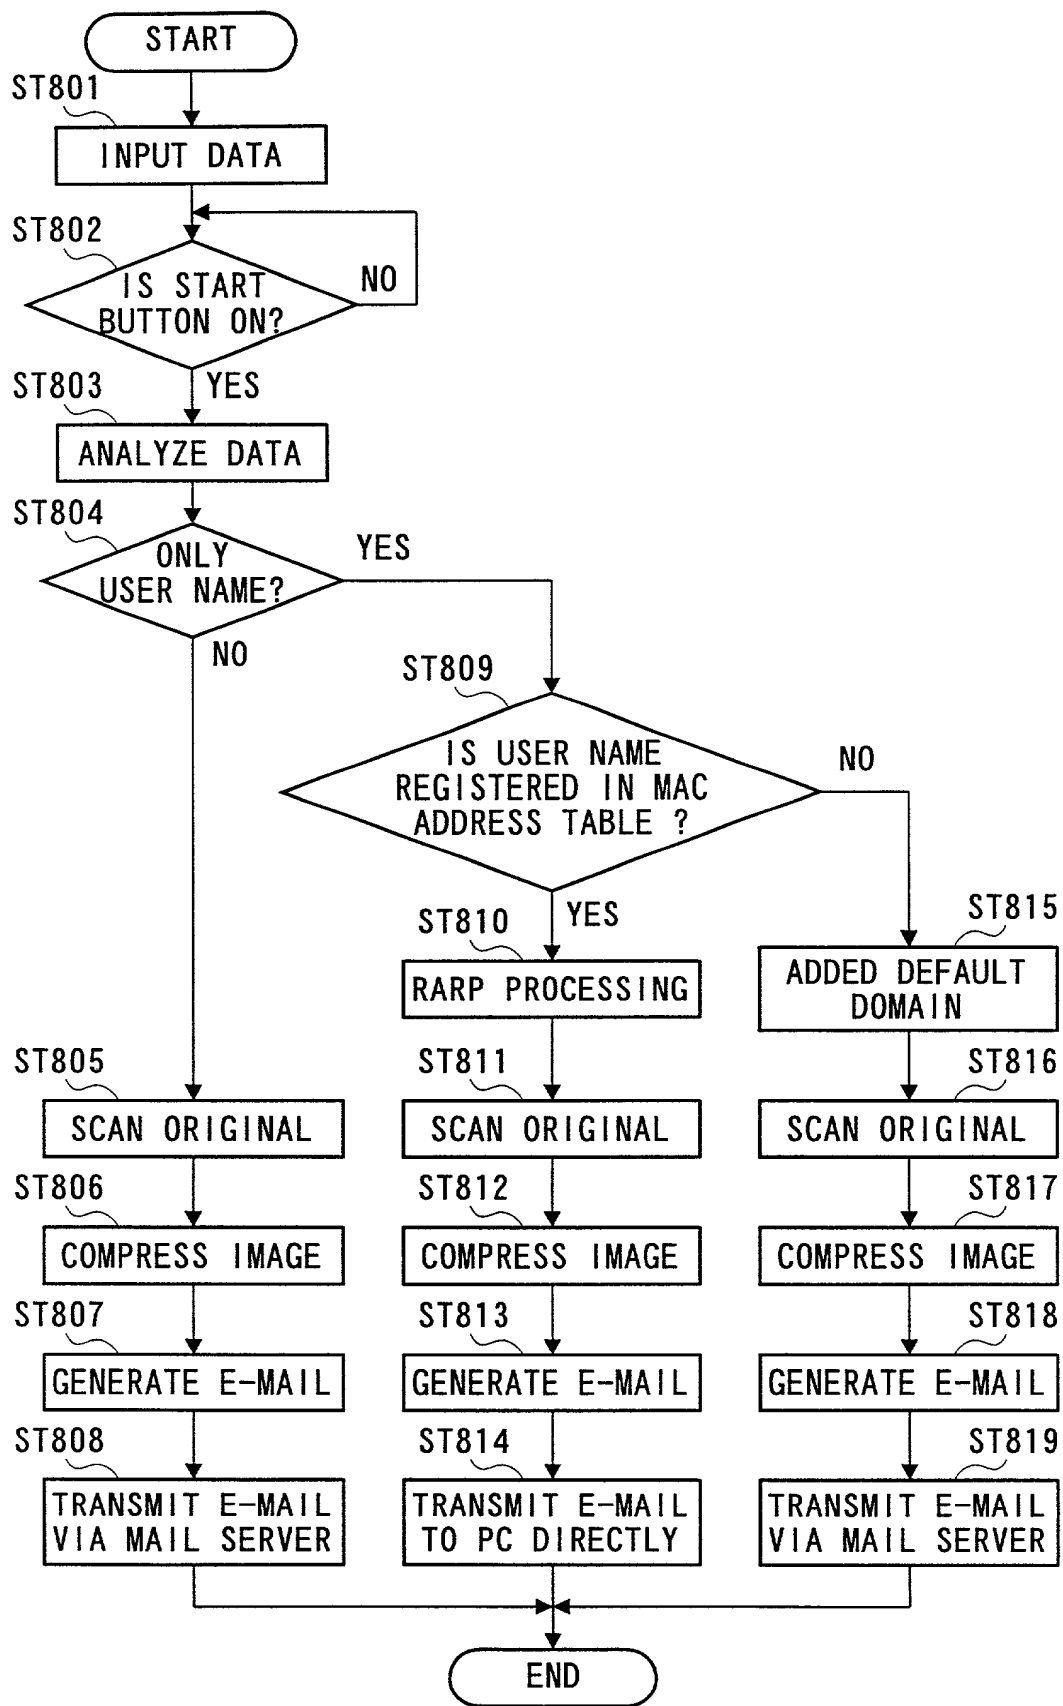 START
ST801
INPUT DATA
ST802
IS START
BUTTON ON?
NO
YES
ST803
ANALYZE DATA
ST804
ONLY
USER NAME?
YES
NO
ST809
IS USER NAME
REGISTERED IN MAC
ADDRESS TABLE ?
NO
YES
ST810
RARP PROCESSING
ST815
ADDED DEFAULT
DOMAIN
ST805
SCAN ORIGINAL
ST811
SCAN ORIGINAL
ST816
SCAN ORIGINAL
ST806
COMPRESS IMAGE
ST812
COMPRESS IMAGE
ST817
COMPRESS IMAGE
ST807
GENERATE E-MAIL
ST813
GENERATE E-MAIL
ST818
GENERATE E-MAIL
ST808
TRANSMIT E-MAIL
VIA MAIL SERVER
ST814
TRANSMIT E-MAIL
TO PC DIRECTLY
ST819
TRANSMIT E-MAIL
VIA MAIL SERVER
END